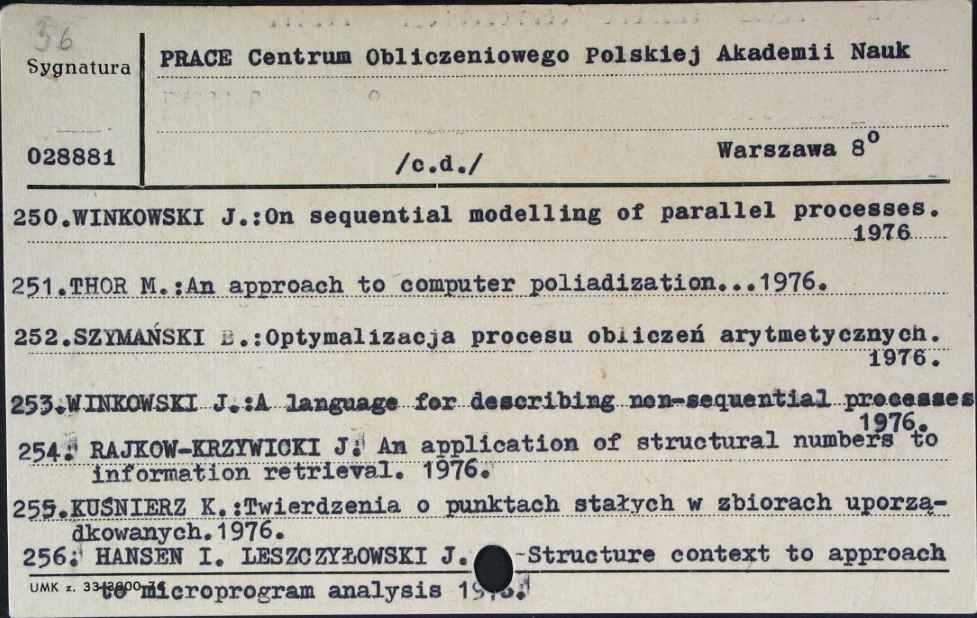 36
Sygnatura
PRACE Centrum Obliczeniowego Polskiej Akademii Nauk
028881
/c.d./
Warszawa 8o
250.WINKOWSKI J.:On sequential modelling of parallel processes.
1976
251.THOR M.:An approach to computer poliadization...1976.
252.SZYMAŃSKI B.:Optymalizacja procesu obliczeń arytmetycznych.
1976.
253.WINKOWSKI J.:A language for describing non-sequential processes
1976.
254. RAJKOW-KRZYWICKI J. An application of structural numbers to
information retrieval. 1976.
255.KUŚNIERZ K.:Twierdzenia o punktach stałych w zbiorach uporzą-
dkowanych.1976.
256. HANSEN I. LESZCZYŁOWSKI J. -Structure context to approach
to microprogram analysis
UMK z.